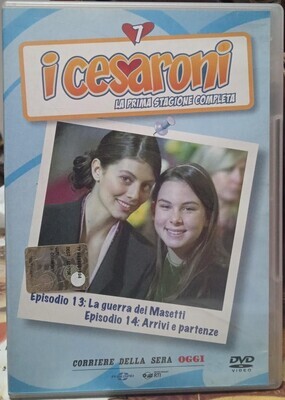 7
i cesaroni
LA PRIMA STAGIONE COMPLETA
Episodio 13: La guerra dei Masetti
Episodio 14: Arrivi e partenze
CORRIERE DELLA SERA OGGI
DVD
VIDEO